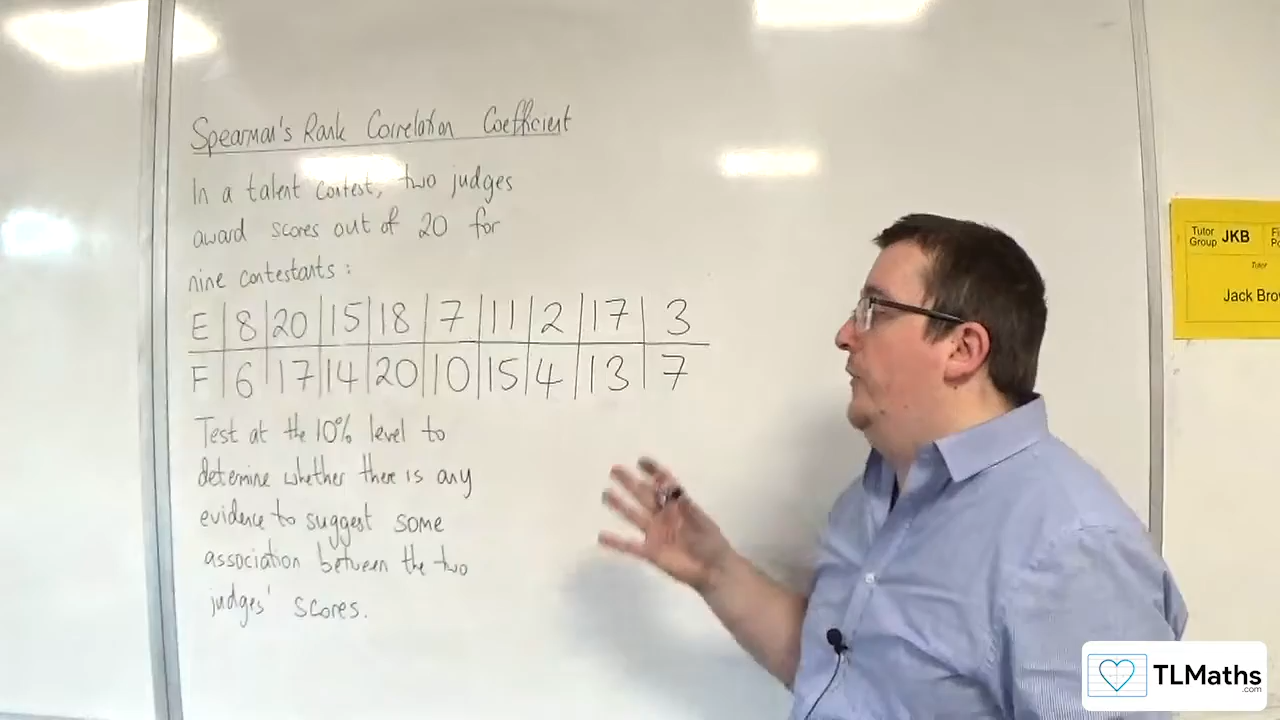 Spearman's Rank Correlation Coefficient
In a talent contest, two judges
award scores out of 20 for
nine contestants:
E 8 20 15 18 7 11 2 17 3
F 6 17 14 20 10 15 4 13 7
Test at the 10% level to
determine whether there is any
evidence to suggest some
association between the two
judges' scores.
Tutor Group JKB
Tutor
Jack
TLMaths
.com